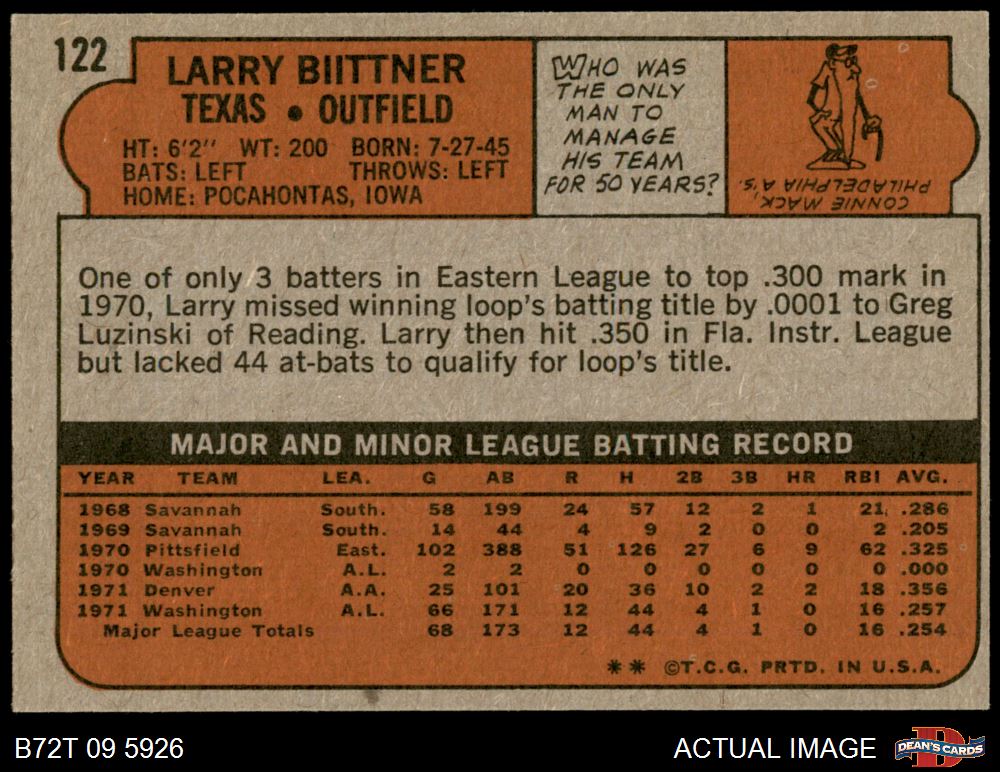 122
LARRY BIITTNER
TEXAS • OUTFIELD
HT: 6'2" WT: 200 BORN: 7-27-45
BATS: LEFT THROWS: LEFT
HOME: POCAHONTAS, IOWA
WHO WAS
THE ONLY
MAN TO
MANAGE
HIS TEAM
FOR 50 YEARS?
CONNIE MACK,
PHILADELPHIA A'S.
One of only 3 batters in Eastern League to top .300 mark in
1970, Larry missed winning loop's batting title by .0001 to Greg
Luzinski of Reading. Larry then hit .350 in Fla. Instr. League
but lacked 44 at-bats to qualify for loop's title.
MAJOR AND MINOR LEAGUE BATTING RECORD
YEAR TEAM LEA. G AB R H 2B 3B HR RBI AVG.
1968 Savannah South. 58 199 24 57 12 2 1 21 .286
1969 Savannah South. 14 44 4 9 2 0 0 2 .205
1970 Pittsfield East. 102 388 51 126 27 6 9 62 .325
1970 Washington A.L. 2 2 0 0 0 0 0 0 .000
1971 Denver A.A. 25 101 20 36 10 2 2 18 .356
1971 Washington A.L. 66 171 12 44 4 1 0 16 .257
Major League Totals 68 173 12 44 4 1 0 16 .254
** ©T.C.G. PRTD. IN U.S.A.
B72T 09 5926
ACTUAL IMAGE
DEAN'S CARDS